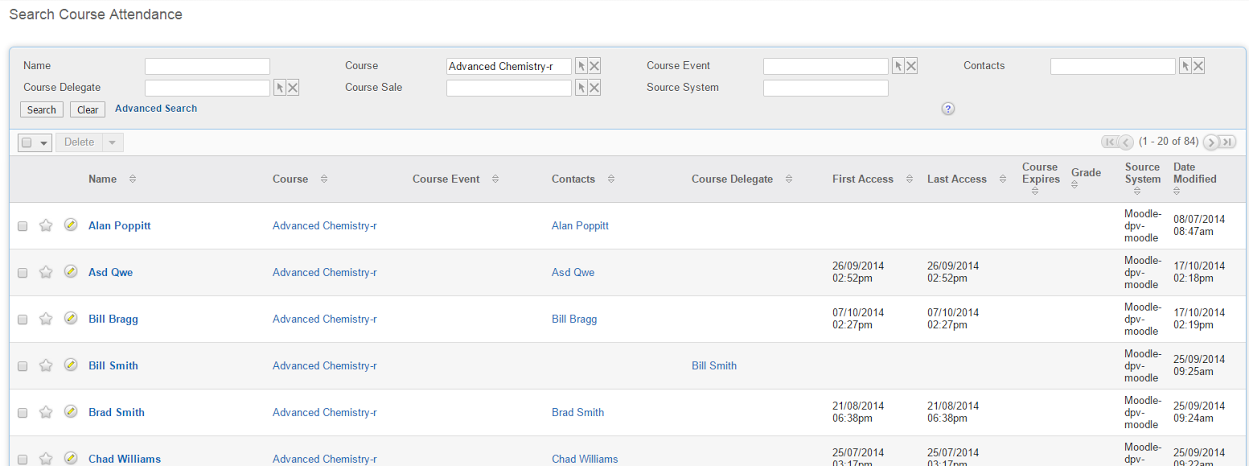 Search Course Attendance
Name Course Advanced Chemistry-r Course Event Contacts
Course Delegate Course Sale Source System
Search Clear Advanced Search ?
Delete (1 - 20 of 84)
Name Course Course Event Contacts Course Delegate First Access Last Access Course Expires Grade Source System Date Modified
Alan Poppitt Advanced Chemistry-r Alan Poppitt Moodle-dpv-moodle 08/07/2014 08:47am
Asd Qwe Advanced Chemistry-r Asd Qwe 26/09/2014 02:52pm 26/09/2014 02:52pm Moodle-dpv-moodle 17/10/2014 02:18pm
Bill Bragg Advanced Chemistry-r Bill Bragg 07/10/2014 02:27pm 07/10/2014 02:27pm Moodle-dpv-moodle 17/10/2014 02:19pm
Bill Smith Advanced Chemistry-r Bill Smith Moodle-dpv-moodle 25/09/2014 09:25am
Brad Smith Advanced Chemistry-r Brad Smith 21/08/2014 06:38pm 21/08/2014 06:38pm Moodle-dpv-moodle 25/09/2014 09:24am
Chad Williams Advanced Chemistry-r Chad Williams 25/07/2014 03:17pm 25/07/2014 03:17pm Moodle-dpv- 25/09/2014 09:22am